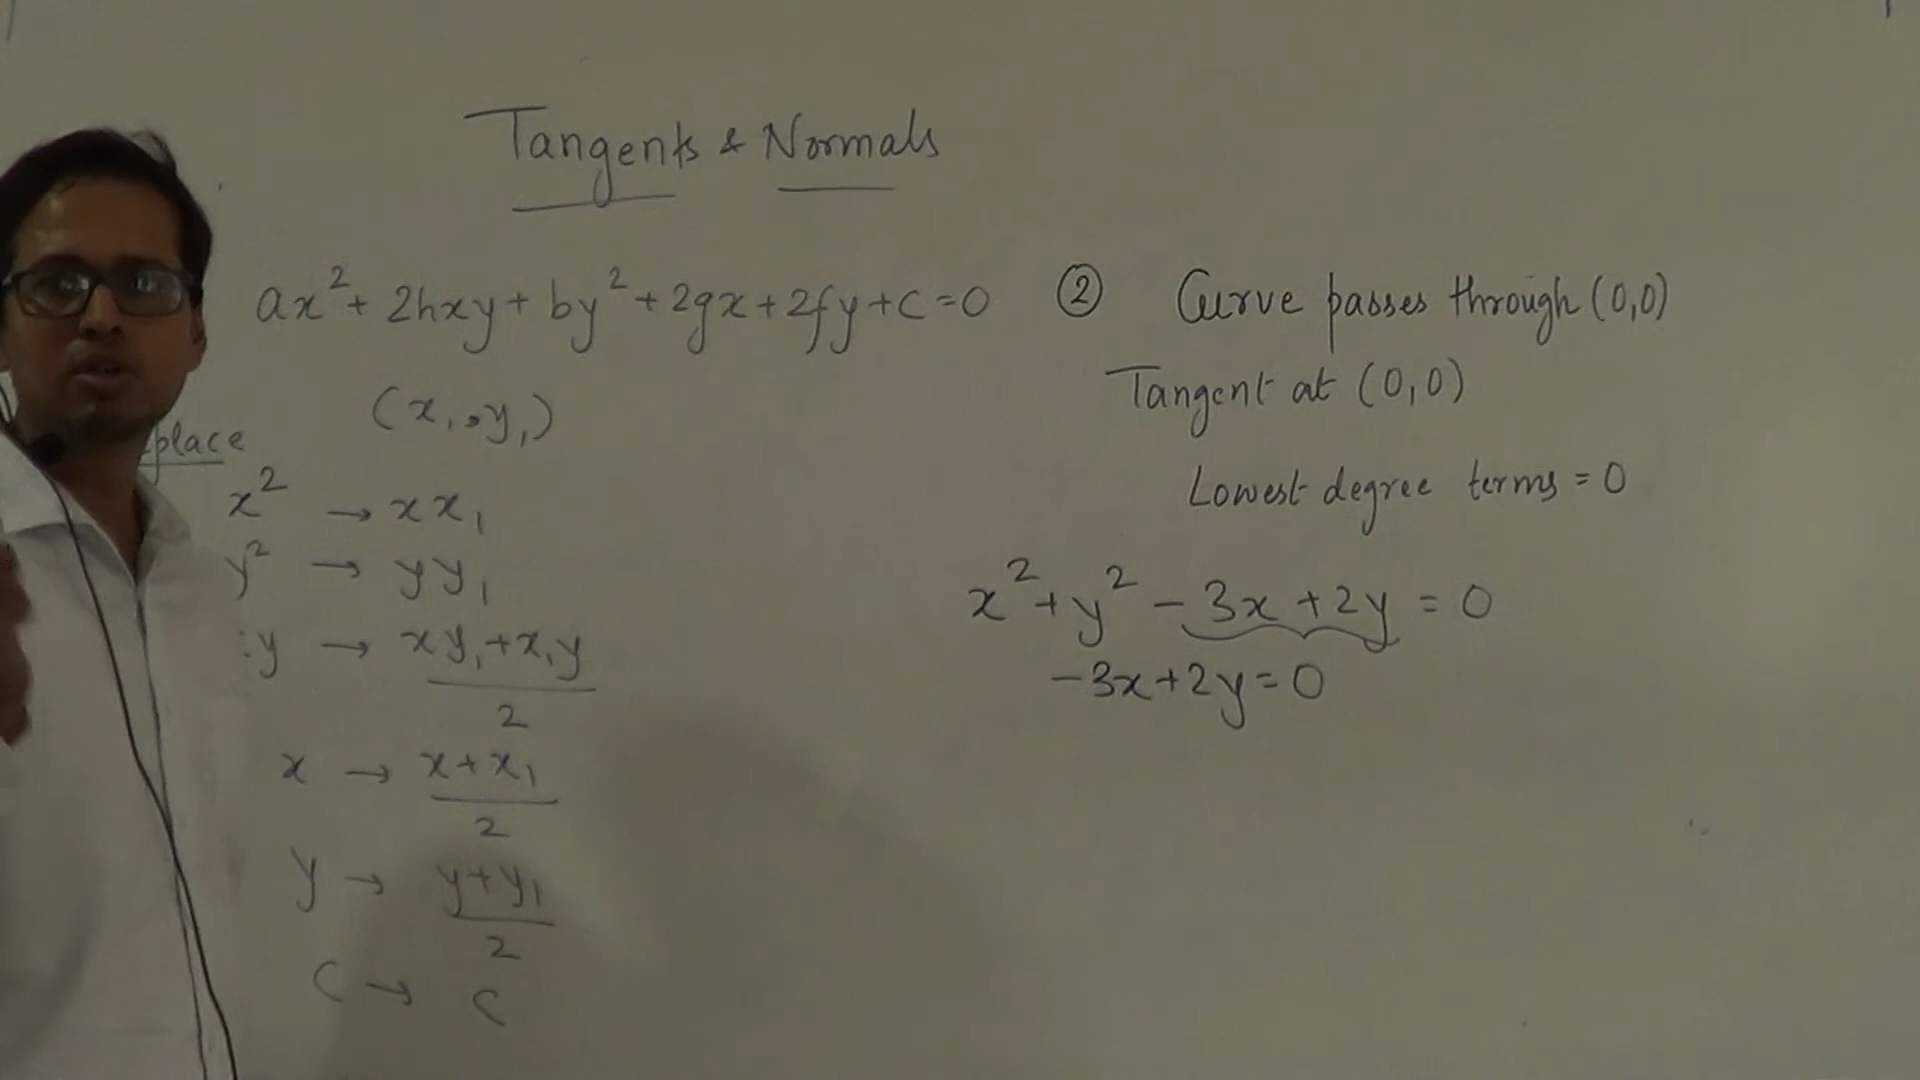 Tangents & Normals
ax² + 2hxy + by² + 2gx + 2fy + c = 0
(x₁, y₁)
x² → xx₁
y² → yy₁
y → (xy₁ + x₁y)/2
x → (x + x₁)/2
y → (y + y₁)/2
C → C
② Curve passes through (0,0)
Tangent at (0,0)
Lowest degree terms = 0
x² + y² - 3x + 2y = 0
-3x + 2y = 0